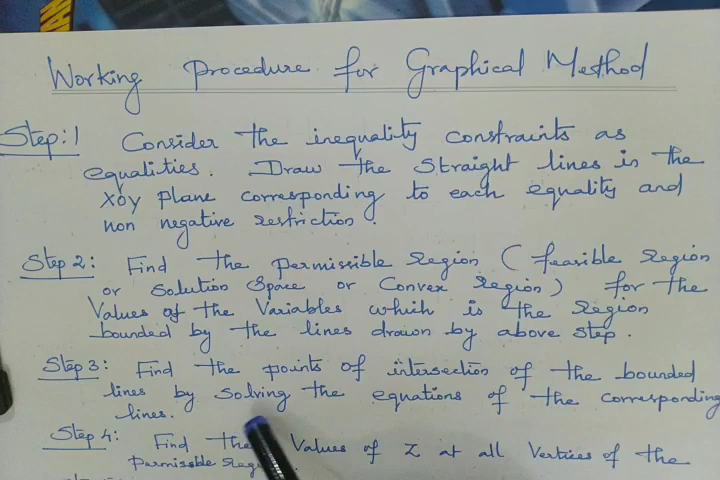 Working Procedure for Graphical Method
Step:1 Consider the inequality constraints as
equalities. Draw the straight lines in the
XOY plane corresponding to each equality and
non negative restriction.
Step 2: Find the permissible region (feasible region
or solution space or Convex region) for the
Values of the Variables which is the region
bounded by the lines drawn by above step.
Step 3: Find the points of intersection of the bounded
lines by solving the equations of the corresponding
lines.
Step 4: Find the Values of Z at all Vertices of the